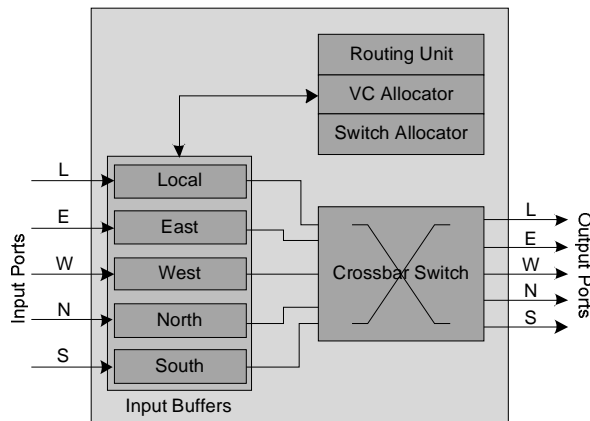 Routing Unit
VC Allocator
Switch Allocator
Input Ports
L
E
W
N
S
Local
East
West
North
South
Input Buffers
Crossbar Switch
L
E
W
N
S
Output Ports